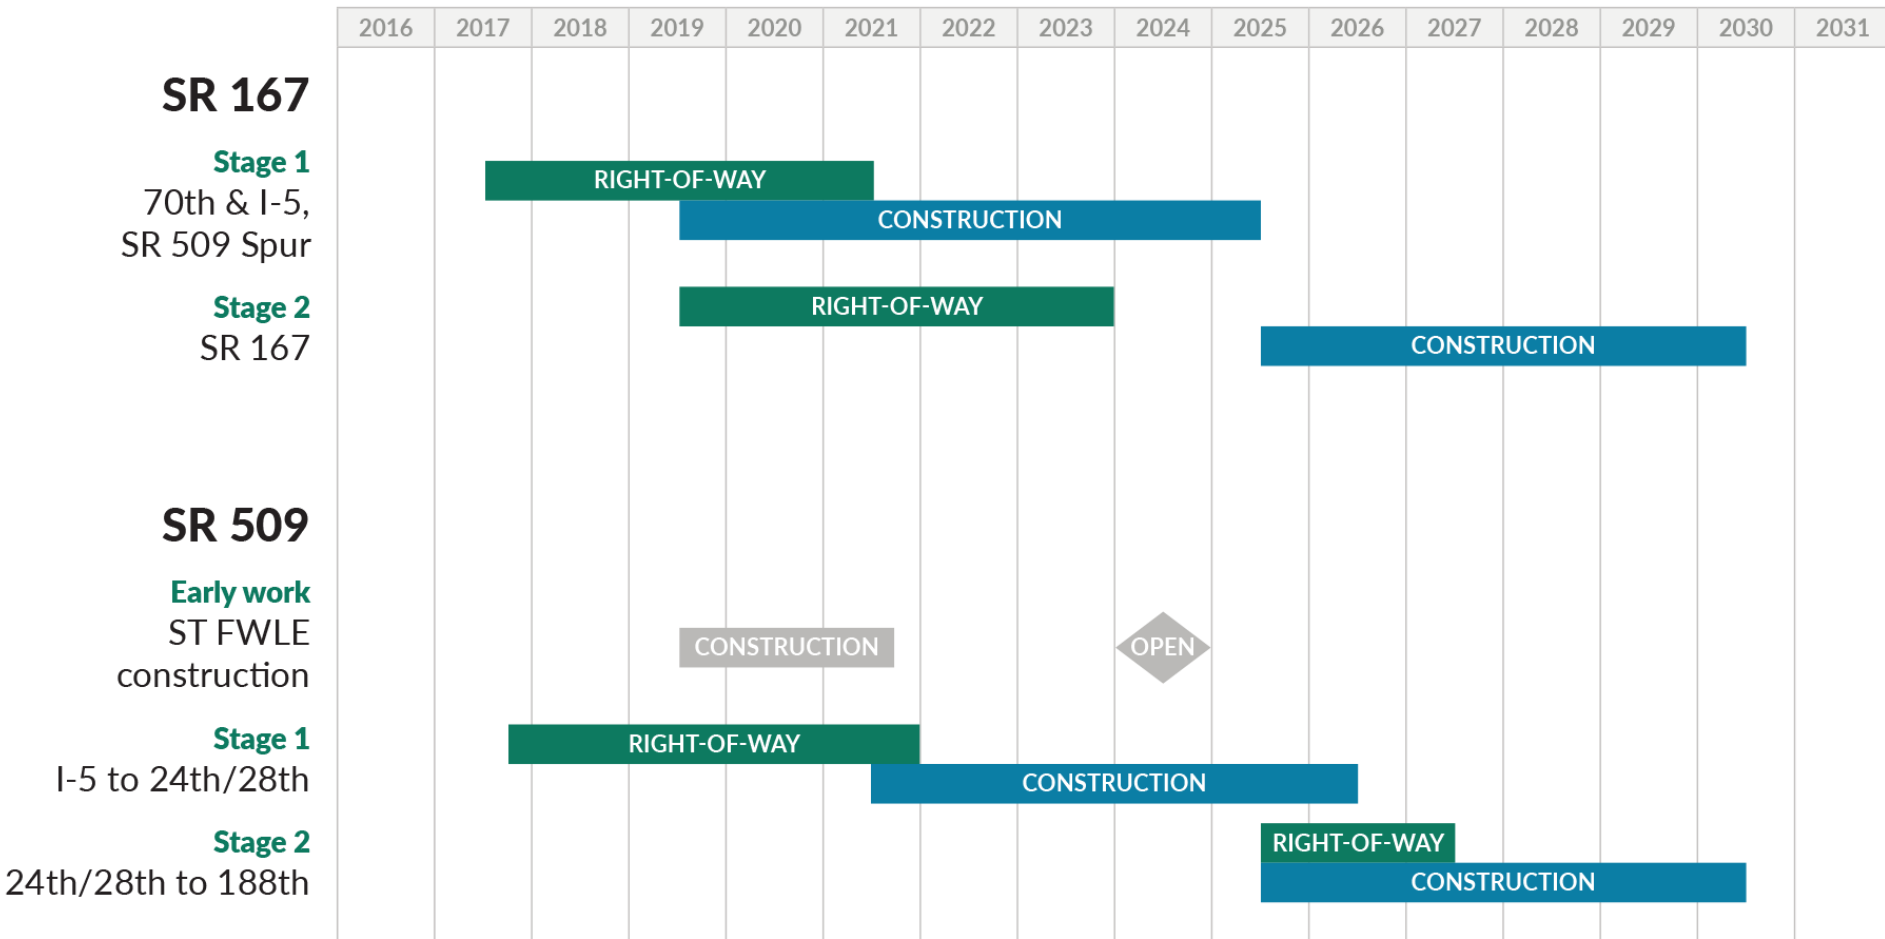 2016 2017 2018 2019 2020 2021 2022 2023 2024 2025 2026 2027 2028 2029 2030 2031
SR 167
Stage 1
RIGHT-OF-WAY
70th & I-5,
CONSTRUCTION
SR 509 Spur
Stage 2
RIGHT-OF-WAY
SR 167
CONSTRUCTION
SR 509
Early work
ST FWLE
CONSTRUCTION
OPEN
construction
Stage 1
RIGHT-OF-WAY
I-5 to 24th/28th
CONSTRUCTION
Stage 2
RIGHT-OF-WAY
24th/28th to 188th
CONSTRUCTION